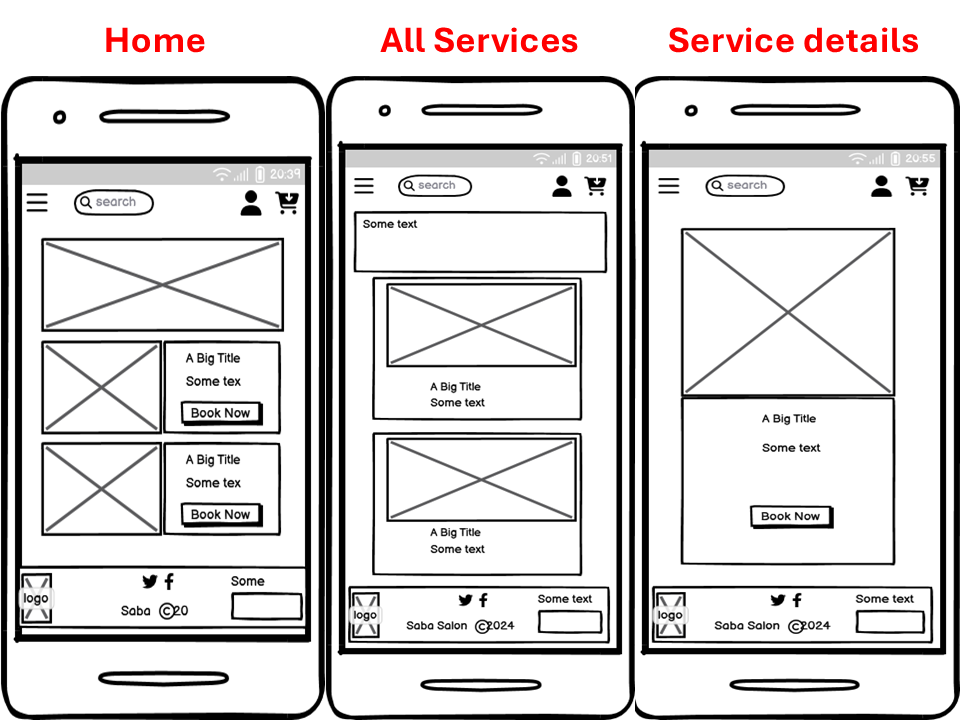 Home
20:39
search
A Big Title
Some tex
Book Now
A Big Title
Some tex
Book Now
logo
Some
Saba ©20
All Services
20:51
search
Some text
A Big Title
Some text
A Big Title
Some text
logo
Some text
Saba Salon ©2024
Service details
20:55
search
A Big Title
Some text
Book Now
logo
Some text
Saba Salon ©2024